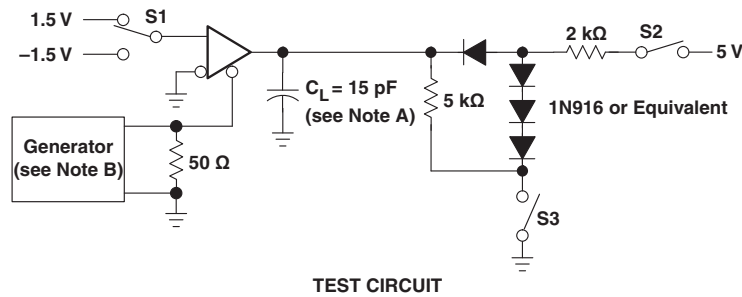 1.5 V
S1
–1.5 V
2 kΩ
S2
5 V
CL = 15 pF
(see Note A)
5 kΩ
1N916 or Equivalent
Generator
(see Note B)
50 Ω
S3
TEST CIRCUIT